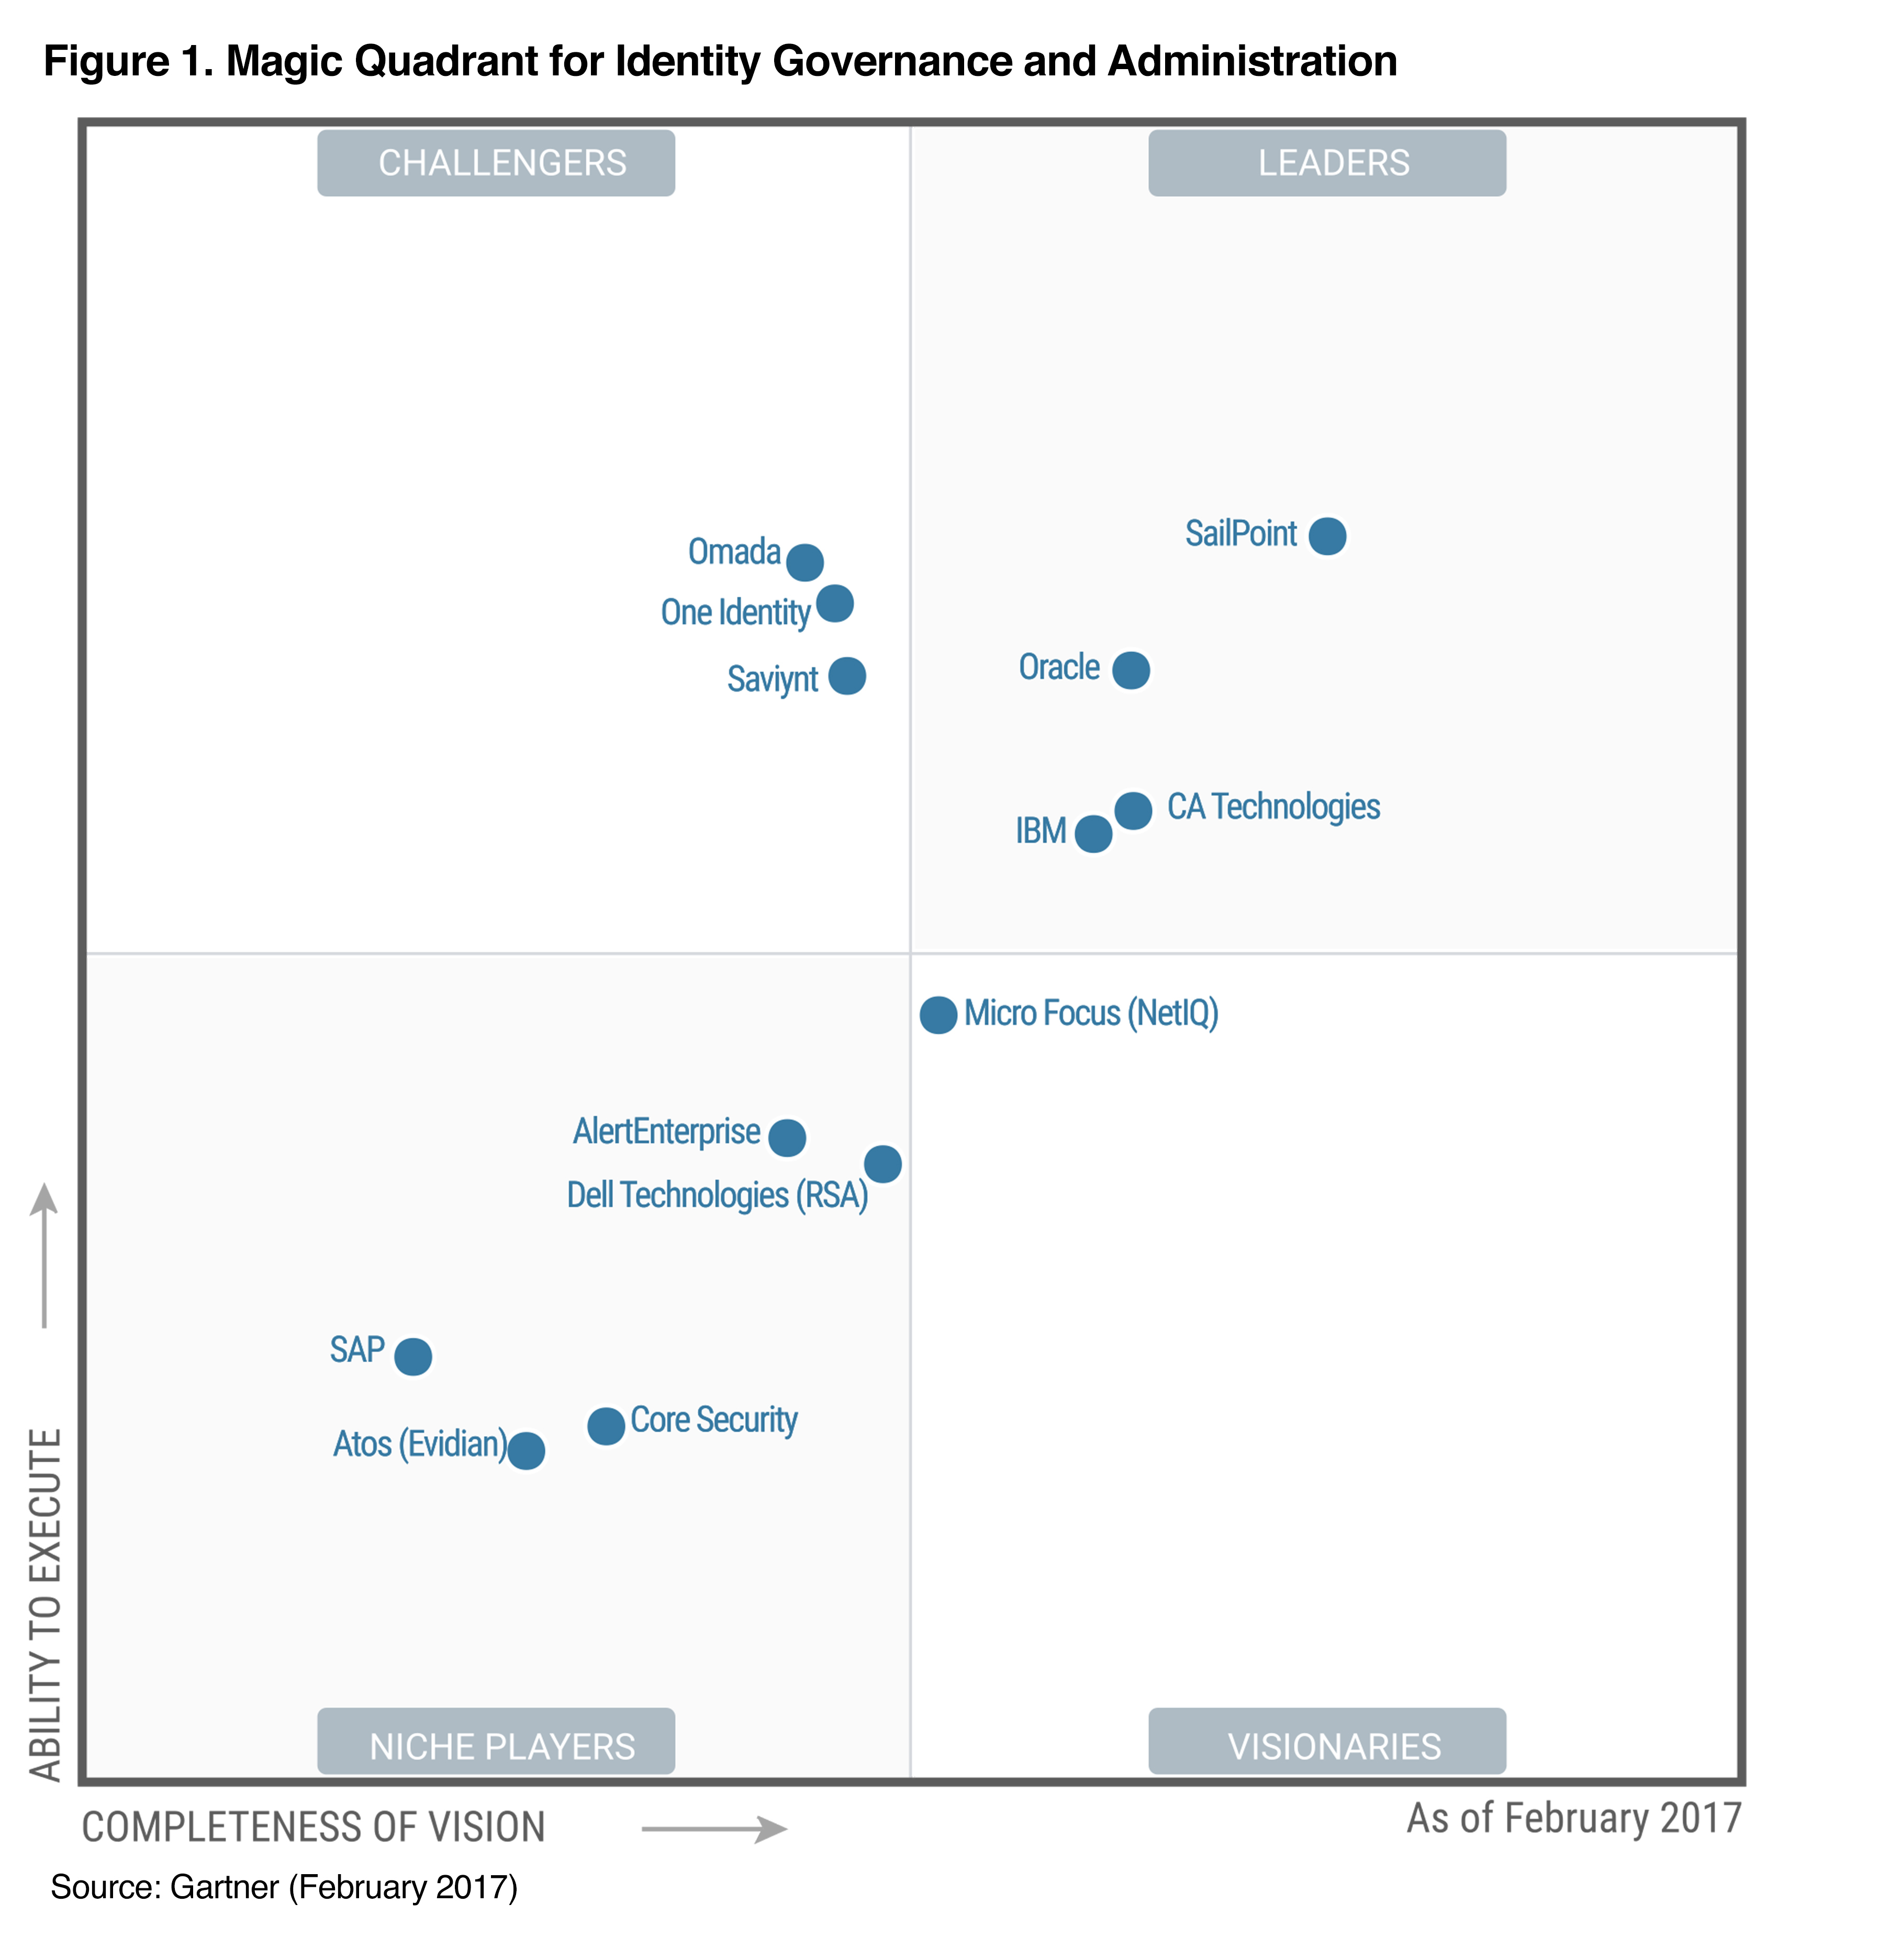 Figure 1. Magic Quadrant for Identity Governance and Administration
CHALLENGERS
LEADERS
SailPoint
Omada
One Identity
Oracle
Saviynt
CA Technologies
IBM
Micro Focus (NetIQ)
AlertEnterprise
Dell Technologies (RSA)
SAP
Core Security
Atos (Evidian)
NICHE PLAYERS
VISIONARIES
ABILITY TO EXECUTE
COMPLETENESS OF VISION
As of February 2017
Source: Gartner (February 2017)